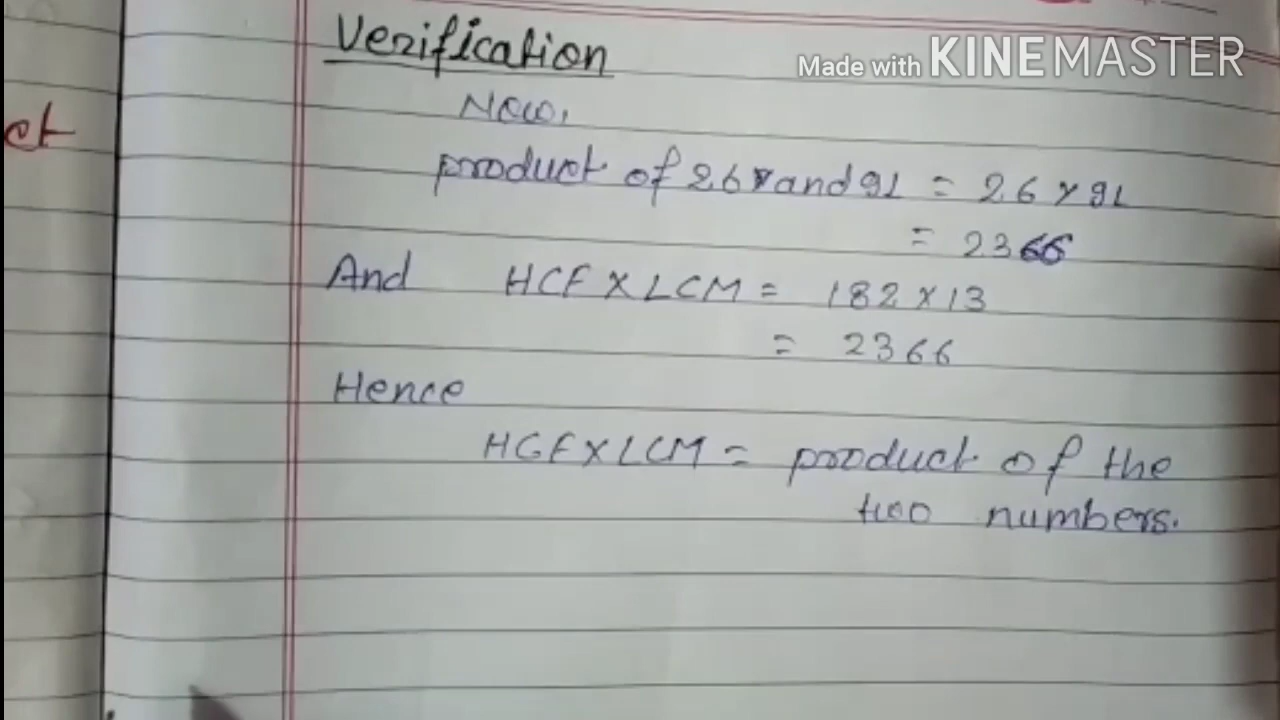 Verification
Made with KINEMASTER
Now,
ct
product of 26 and 91 = 26 × 91
= 2366
And HCF × LCM = 182 × 13
= 2366
Hence
HCF × LCM = product of the
two numbers.